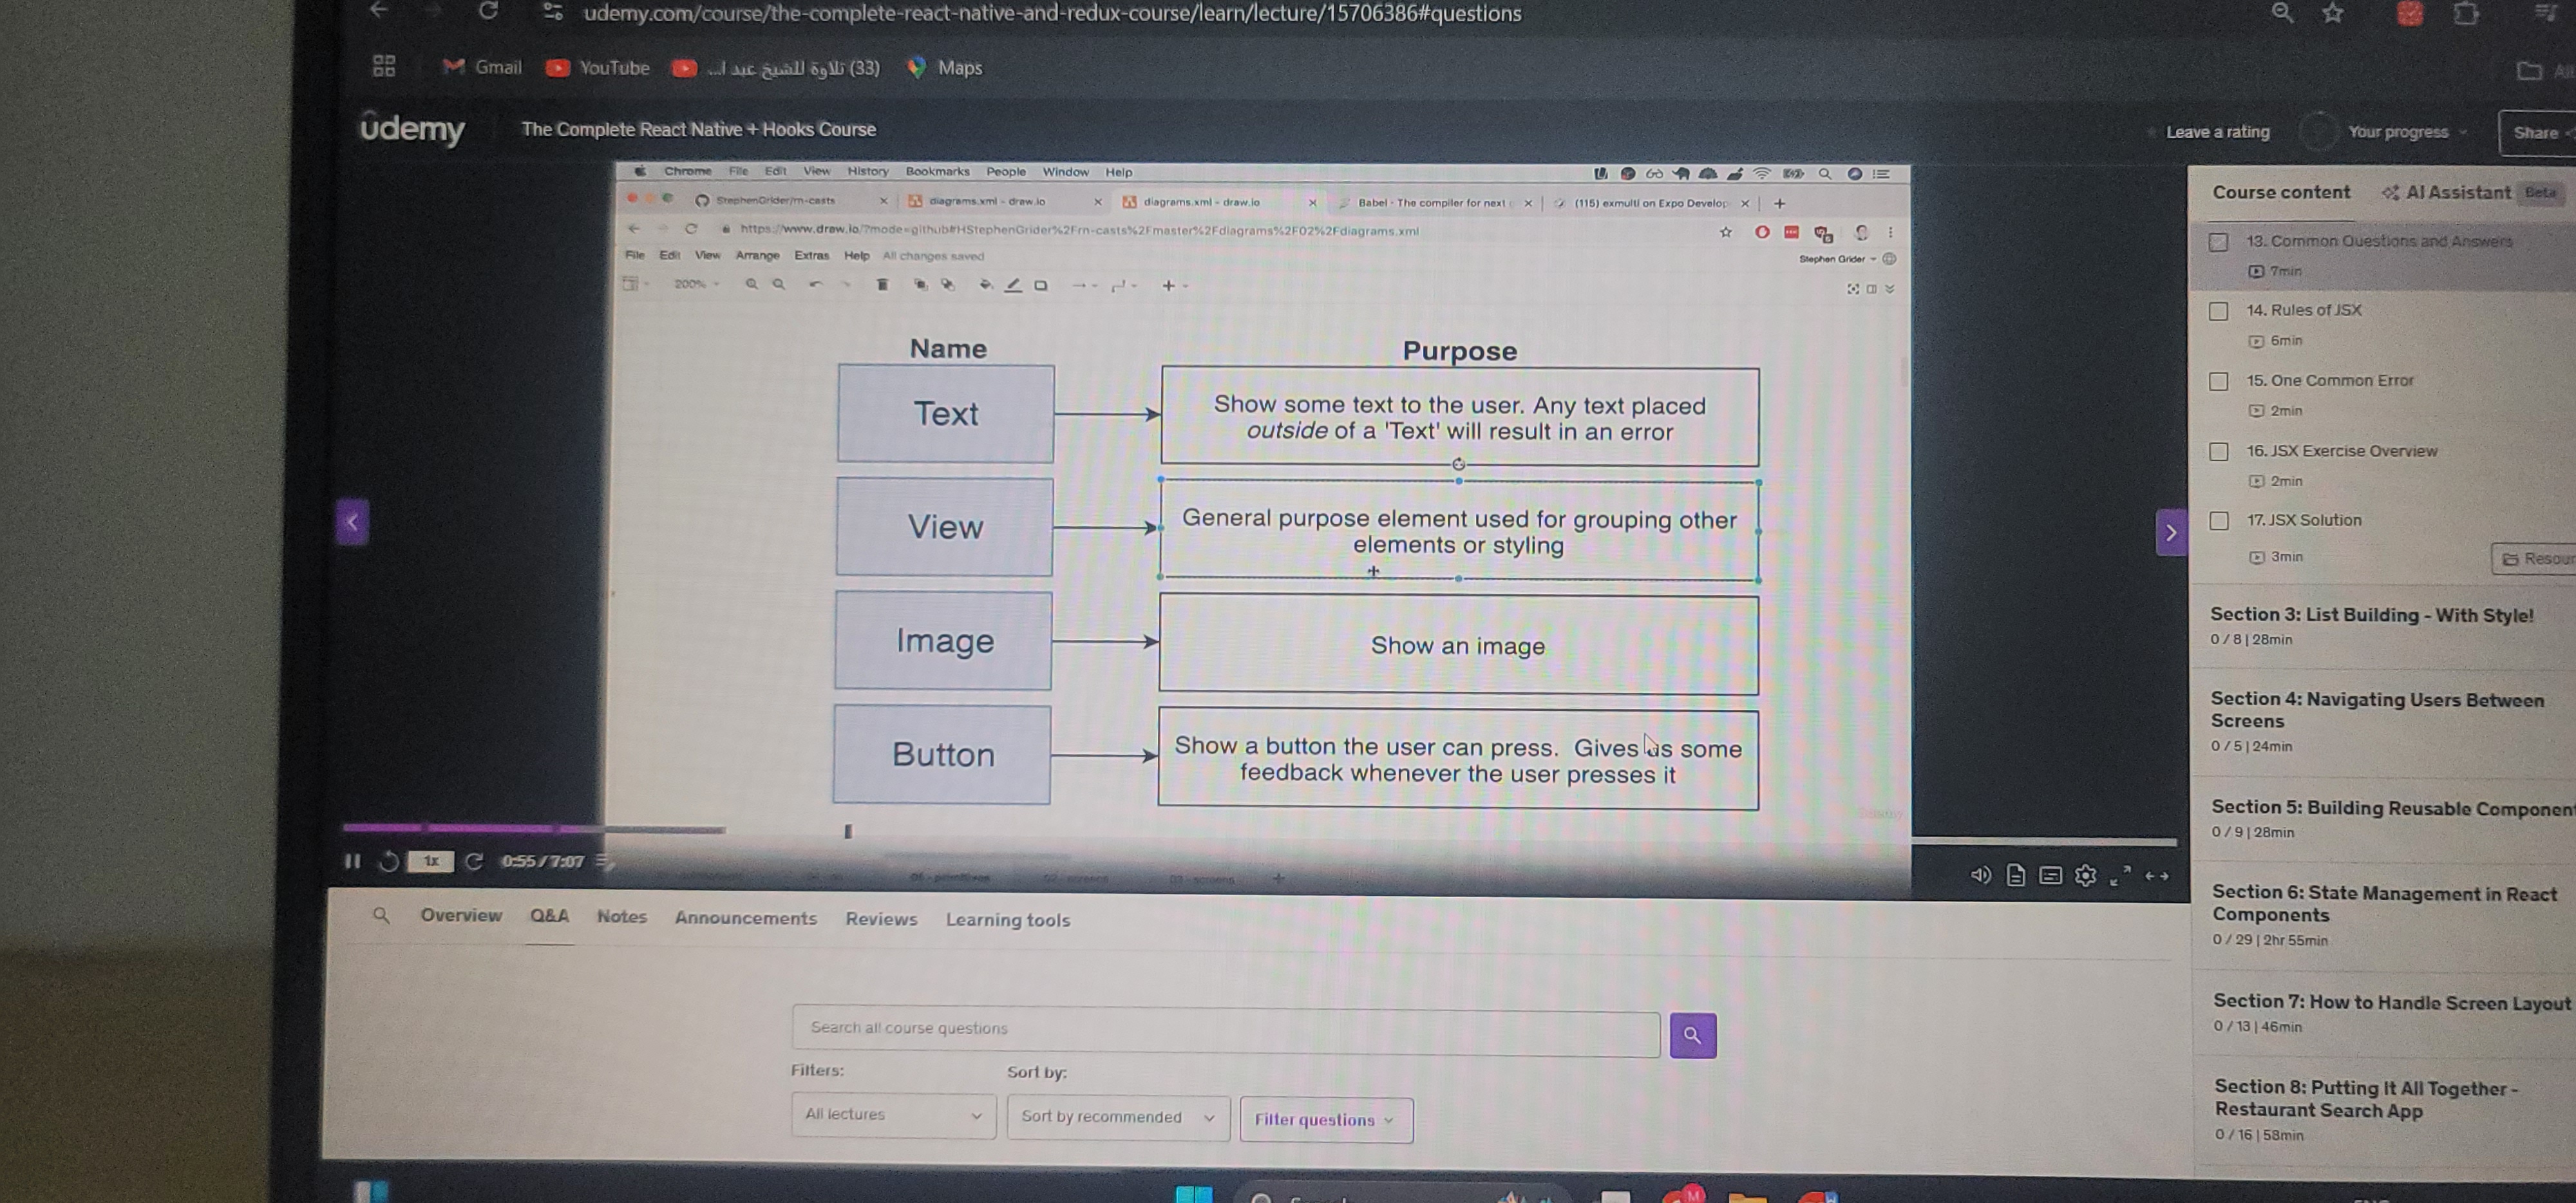 udemy.com/course/the-complete-react-native-and-redux-course/learn/lecture/15706386#questions
Gmail
YouTube
(33) تلاوة للشيخ عبد ا...
Maps
All
ûdemy
The Complete React Native + Hooks Course
Leave a rating
Your progress
Share
Chrome File Edit View History Bookmarks People Window Help
StephenGrider/rn-casts
diagrams.xml - draw.io
diagrams.xml - draw.io
Babel - The compiler for next
(115) exmulti on Expo Develop
https://www.draw.io/?mode=github#HStephenGrider%2Frn-casts%2Fmaster%2Fdiagrams%2F02%2Fdiagrams.xml
File Edit View Arrange Extras Help All changes saved
Stephen Grider
200%
Name
Purpose
Text
Show some text to the user. Any text placed
outside of a 'Text' will result in an error
View
General purpose element used for grouping other
elements or styling
Image
Show an image
Button
Show a button the user can press. Gives us some
feedback whenever the user presses it
Udemy
1x
0:55 / 7:07
02 - screens
03 - screens
Overview
Q&A
Notes
Announcements
Reviews
Learning tools
Search all course questions
Filters:
Sort by:
All lectures
Sort by recommended
Filter questions
Course content
AI Assistant
Beta
13. Common Questions and Answers
7min
14. Rules of JSX
6min
15. One Common Error
2min
16. JSX Exercise Overview
2min
17. JSX Solution
3min
Resour
Section 3: List Building - With Style!
0 / 8 | 28min
Section 4: Navigating Users Between
Screens
0 / 5 | 24min
Section 5: Building Reusable Componen
0 / 9 | 28min
Section 6: State Management in React
Components
0 / 29 | 2hr 55min
Section 7: How to Handle Screen Layout
0 / 13 | 46min
Section 8: Putting It All Together -
Restaurant Search App
0 / 16 | 58min
M